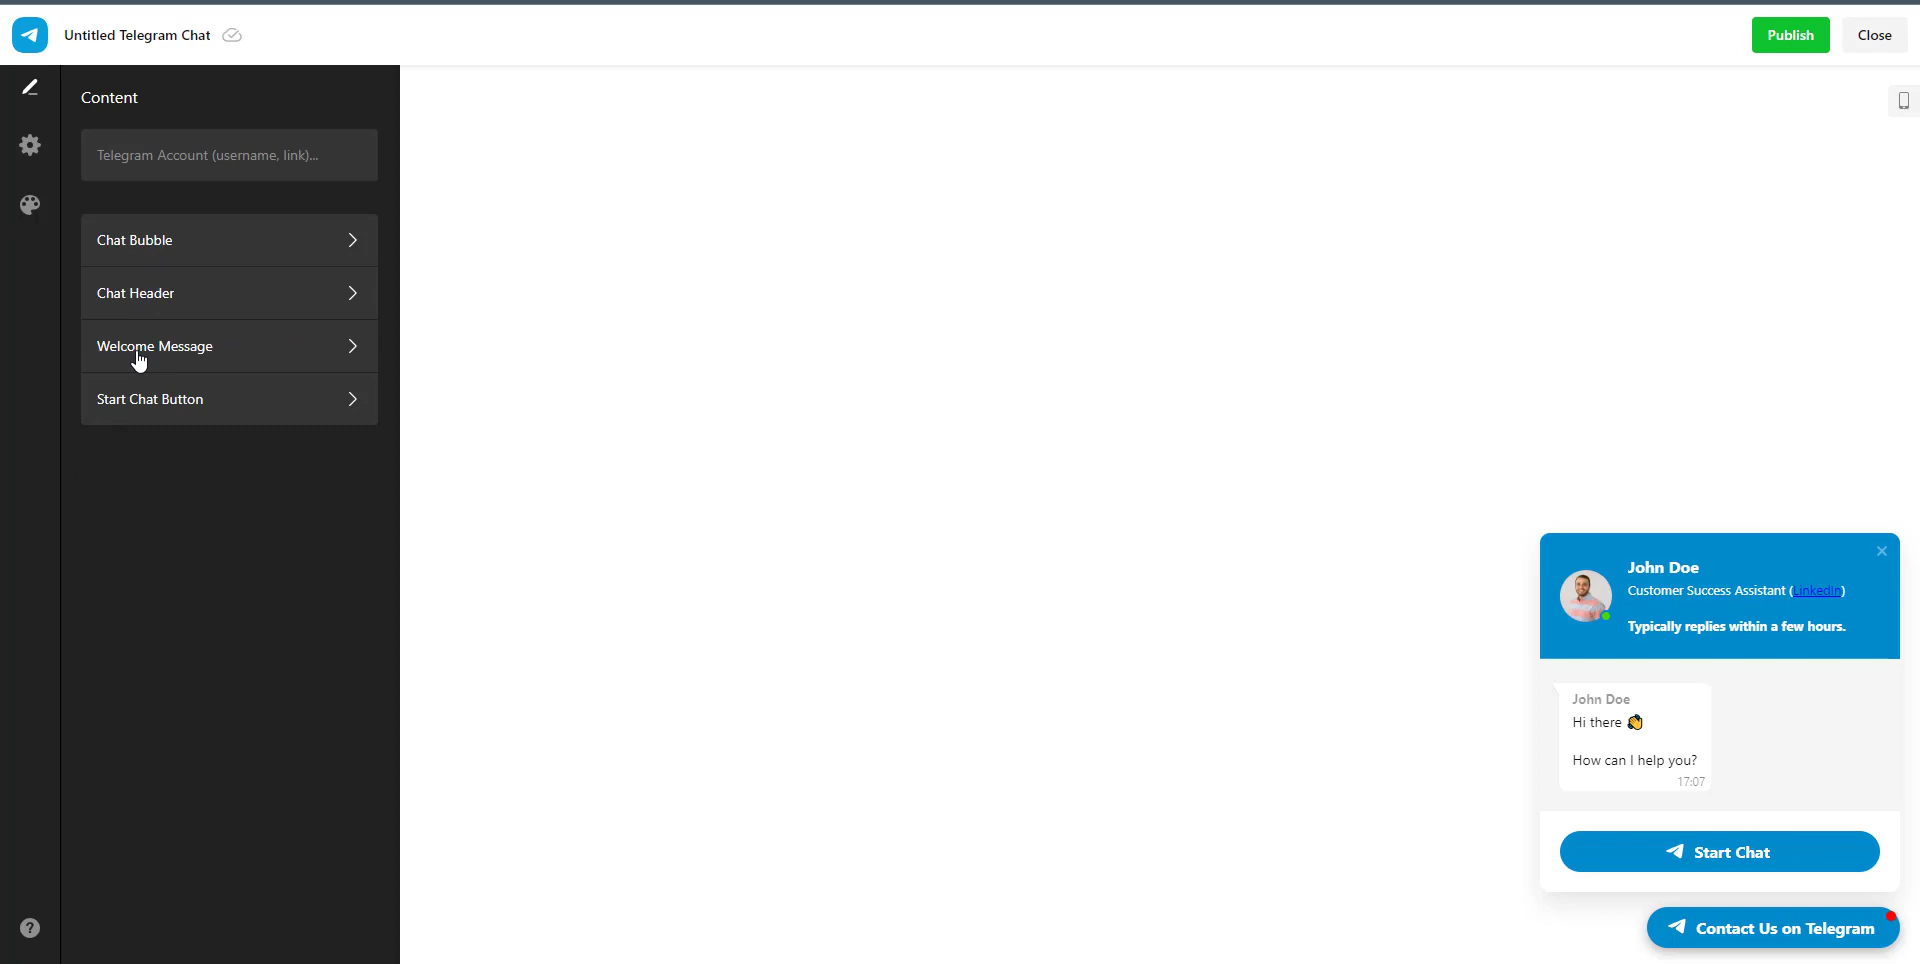 Untitled Telegram Chat
Publish
Close
Content
Telegram Account (username, link)...
Chat Bubble
Chat Header
Welcome Message
Start Chat Button
John Doe
Customer Success Assistant (LinkedIn)
Typically replies within a few hours.
John Doe
Hi there 👋
How can I help you?
17:07
Start Chat
Contact Us on Telegram
?